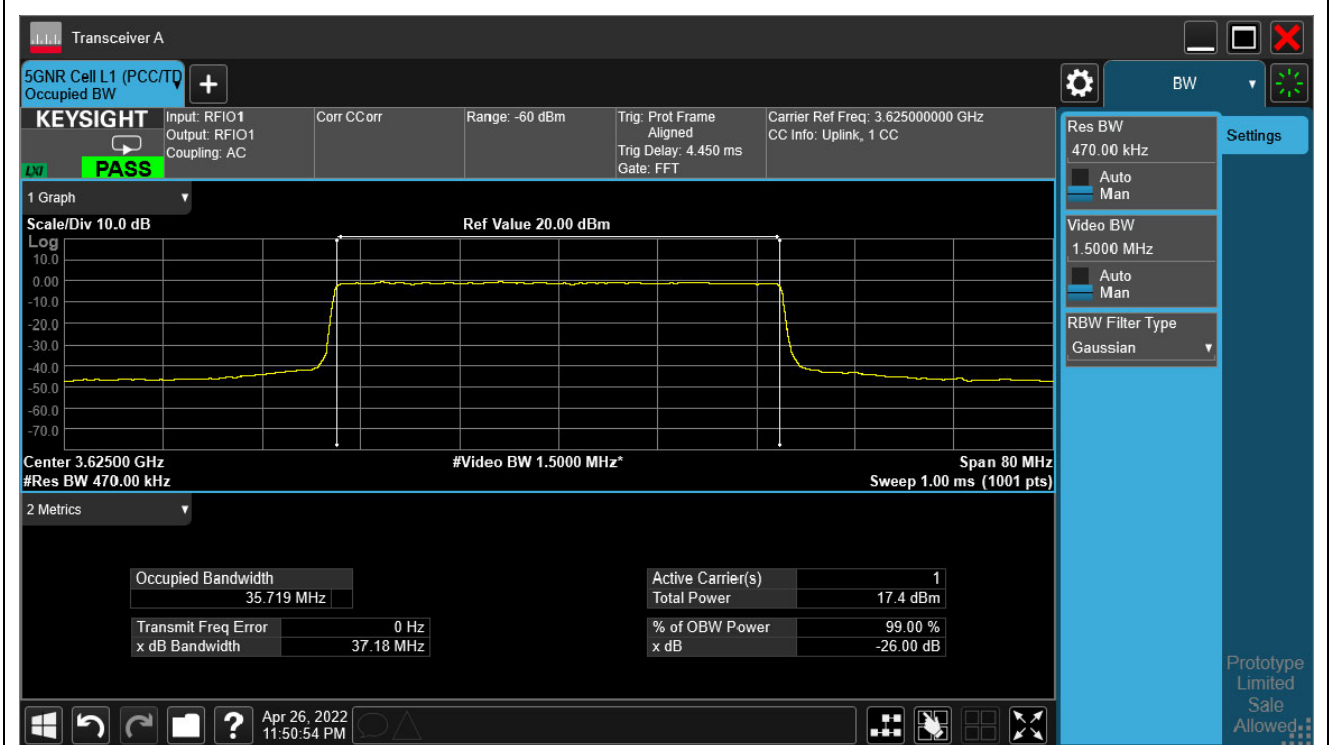 Transceiver A
5GNR Cell L1 (PCC/TD
Occupied BW
+
BW
KEYSIGHT
LXI
PASS
Input: RFIO1
Output: RFIO1
Coupling: AC
Corr CCorr
Range: -60 dBm
Trig: Prot Frame
Aligned
Trig Delay: 4.450 ms
Gate: FFT
Carrier Ref Freq: 3.625000000 GHz
CC Info: Uplink, 1 CC
Res BW
470.00 kHz
Auto
Man
Video BW
1.5000 MHz
Auto
Man
RBW Filter Type
Gaussian
Settings
1 Graph
Scale/Div 10.0 dB
Ref Value 20.00 dBm
Log
10.0
0.00
-10.0
-20.0
-30.0
-40.0
-50.0
-60.0
-70.0
Center 3.62500 GHz
#Video BW 1.5000 MHz*
Span 80 MHz
#Res BW 470.00 kHz
Sweep 1.00 ms (1001 pts)
2 Metrics
Occupied Bandwidth
35.719 MHz
Transmit Freq Error 0 Hz
x dB Bandwidth 37.18 MHz
Active Carrier(s) 1
Total Power 17.4 dBm
% of OBW Power 99.00 %
x dB -26.00 dB
Prototype
Limited
Sale
Allowed
?
Apr 26, 2022
11:50:54 PM